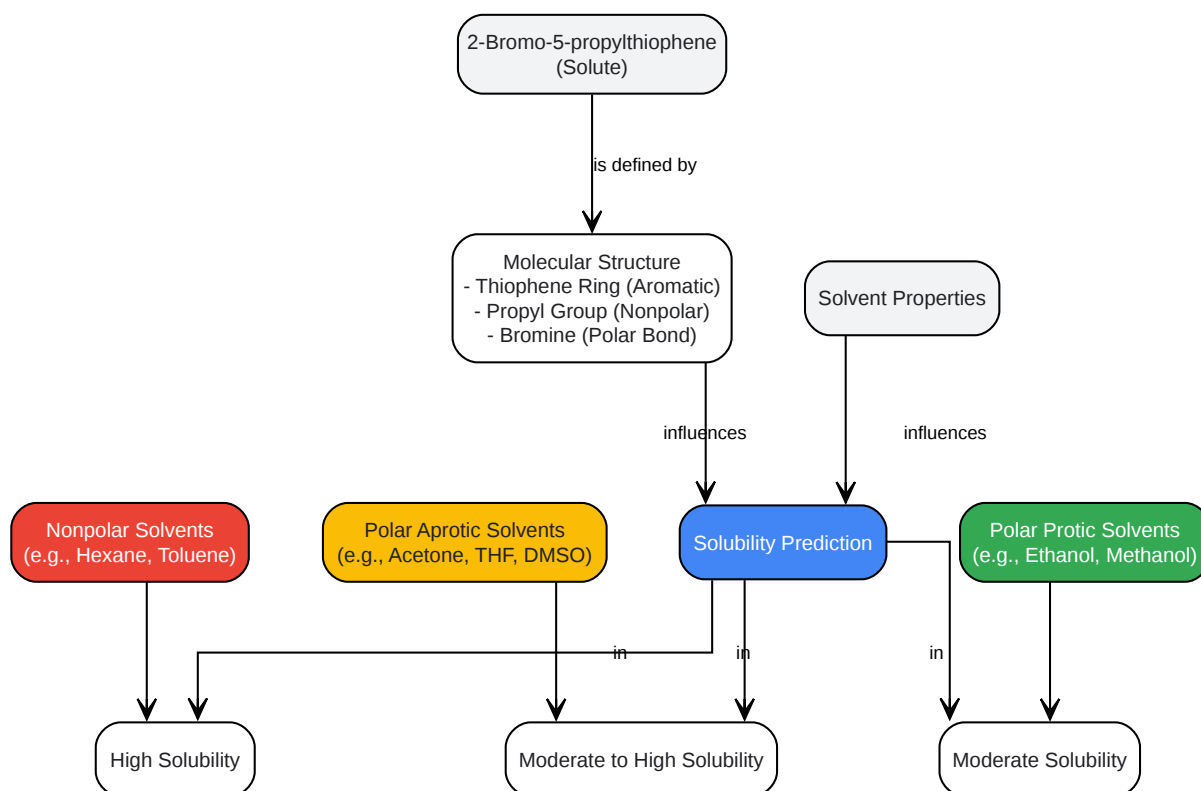 2-Bromo-5-propylthiophene
(Solute)
is defined by
Molecular Structure
- Thiophene Ring (Aromatic)
- Propyl Group (Nonpolar)
- Bromine (Polar Bond)
Solvent Properties
influences
influences
Nonpolar Solvents
(e.g., Hexane, Toluene)
Polar Aprotic Solvents
(e.g., Acetone, THF, DMSO)
Solubility Prediction
Polar Protic Solvents
(e.g., Ethanol, Methanol)
in
in
in
High Solubility
Moderate to High Solubility
Moderate Solubility